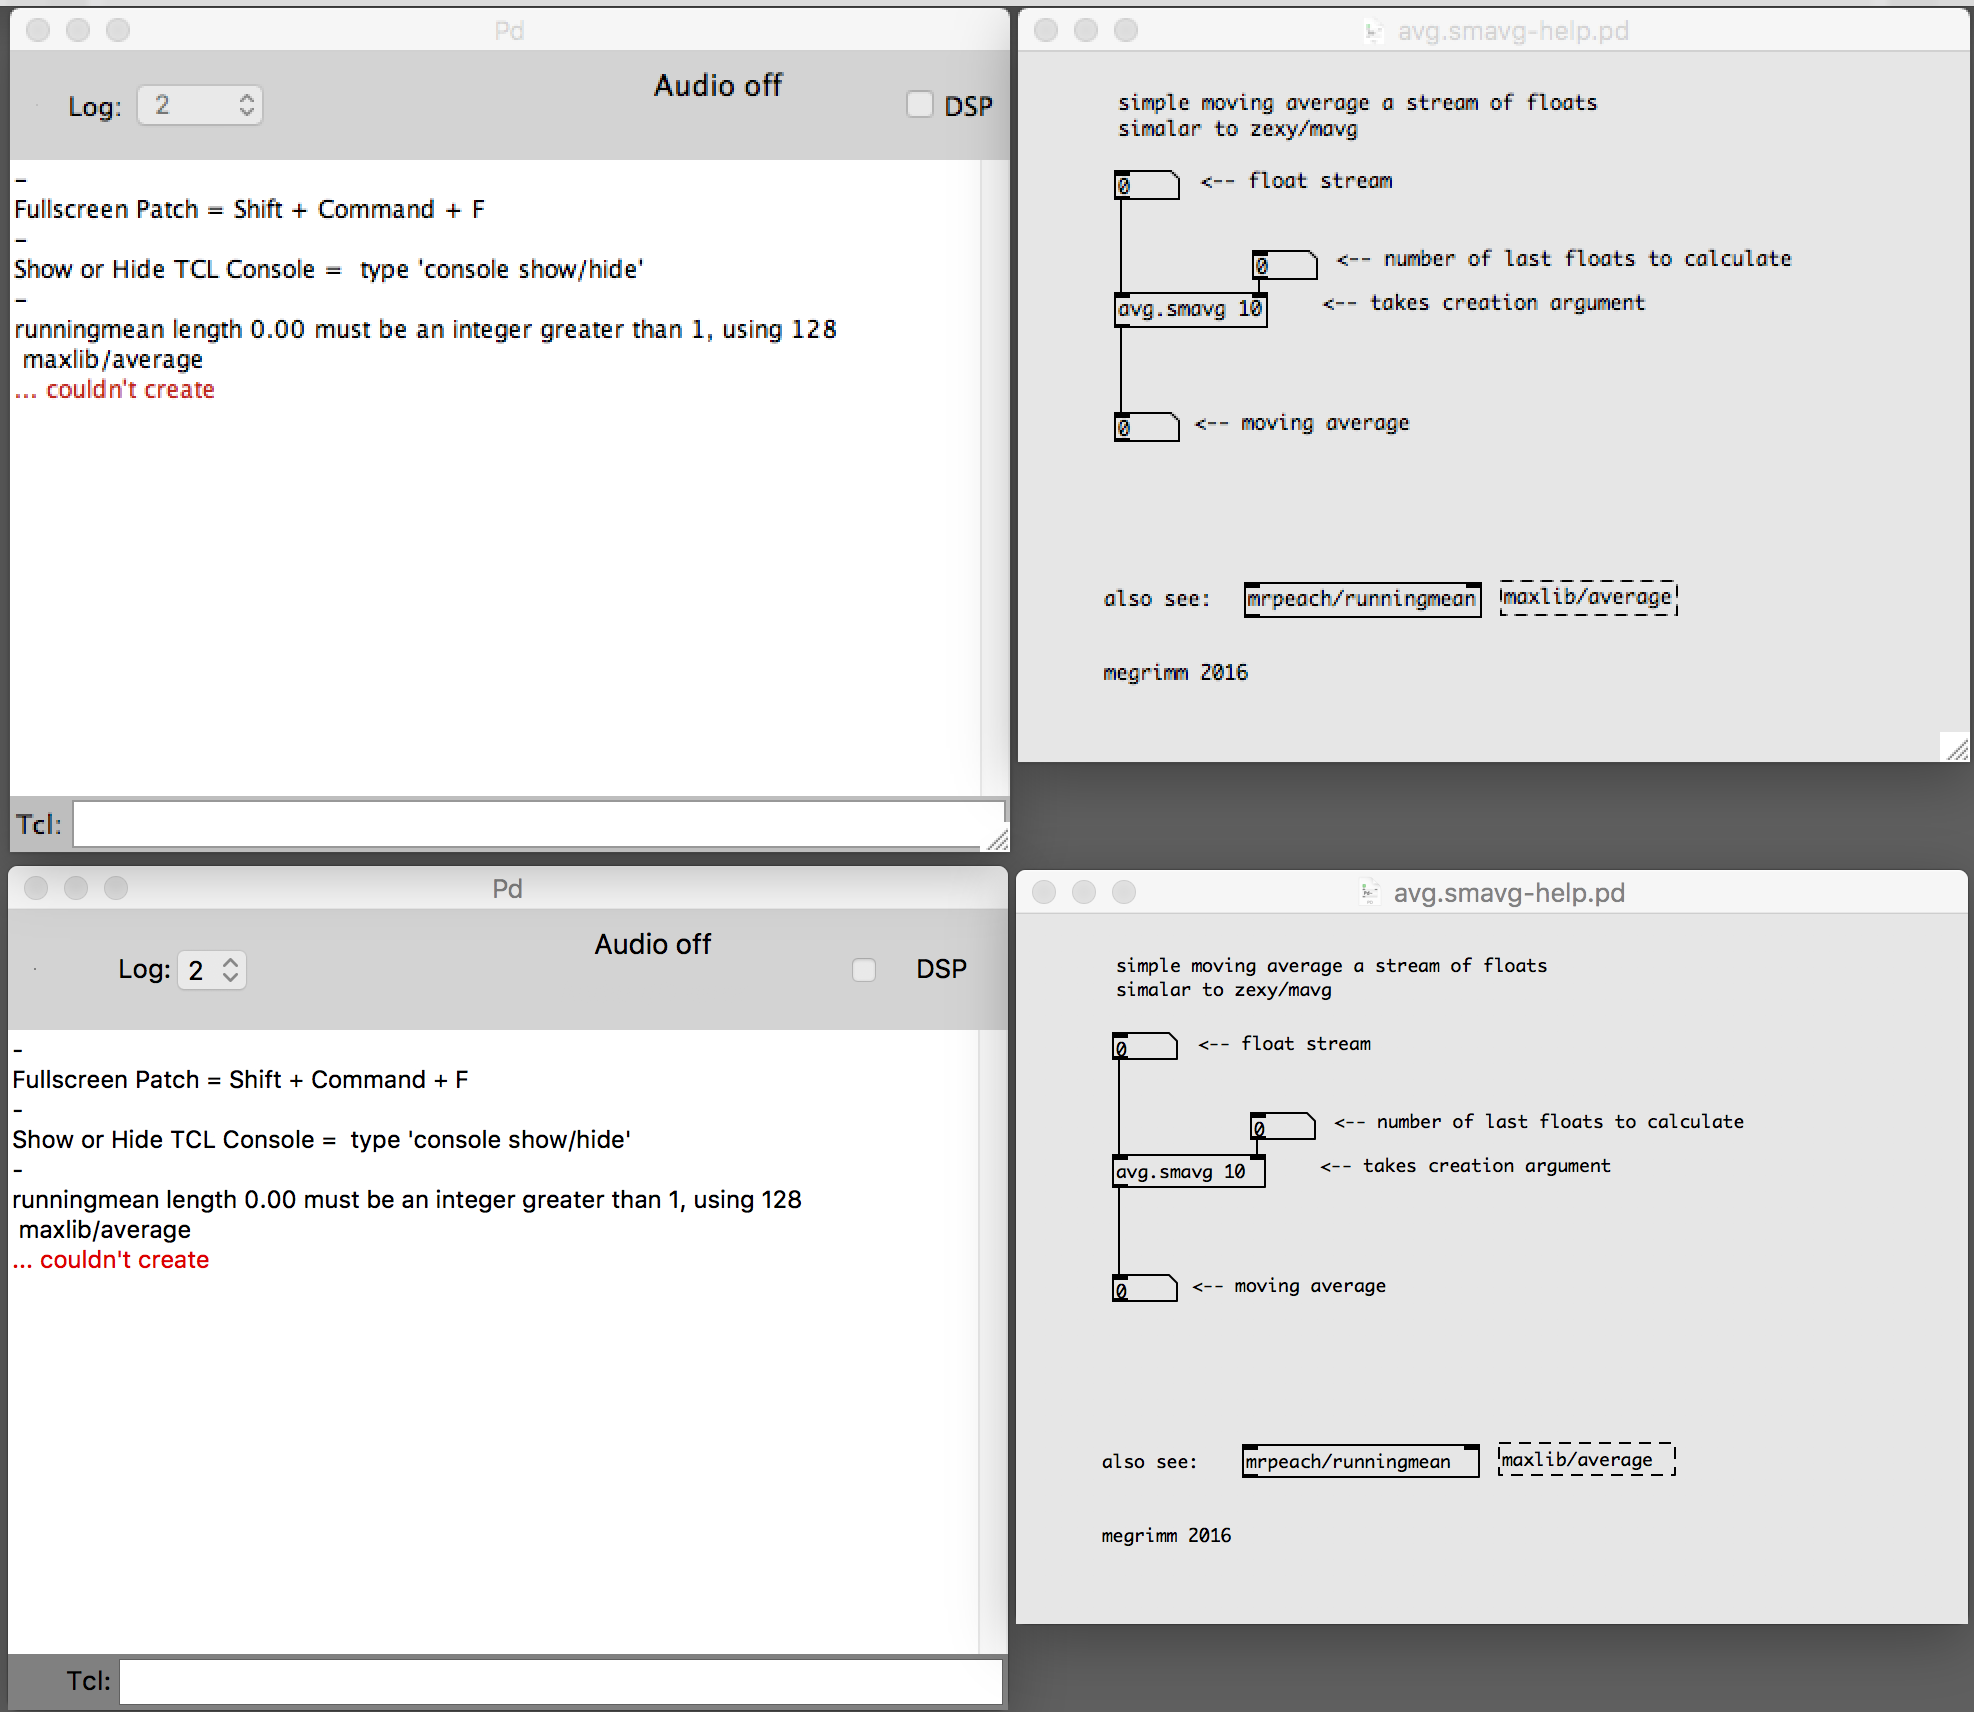 Pd
Log: 2
Audio off
DSP
-
Fullscreen Patch = Shift + Command + F
-
Show or Hide TCL Console =  type 'console show/hide'
-
runningmean length 0.00 must be an integer greater than 1, using 128
maxlib/average
... couldn't create
Tcl:
avg.smavg-help.pd
simple moving average a stream of floats
simalar to zexy/mavg
0 <-- float stream
0 <-- number of last floats to calculate
avg.smavg 10 <-- takes creation argument
0 <-- moving average
also see: mrpeach/runningmean maxlib/average
megrimm 2016
Pd
Log: 2
Audio off
DSP
-
Fullscreen Patch = Shift + Command + F
-
Show or Hide TCL Console =  type 'console show/hide'
-
runningmean length 0.00 must be an integer greater than 1, using 128
maxlib/average
... couldn't create
Tcl:
avg.smavg-help.pd
simple moving average a stream of floats
simalar to zexy/mavg
0 <-- float stream
0 <-- number of last floats to calculate
avg.smavg 10 <-- takes creation argument
0 <-- moving average
also see: mrpeach/runningmean maxlib/average
megrimm 2016